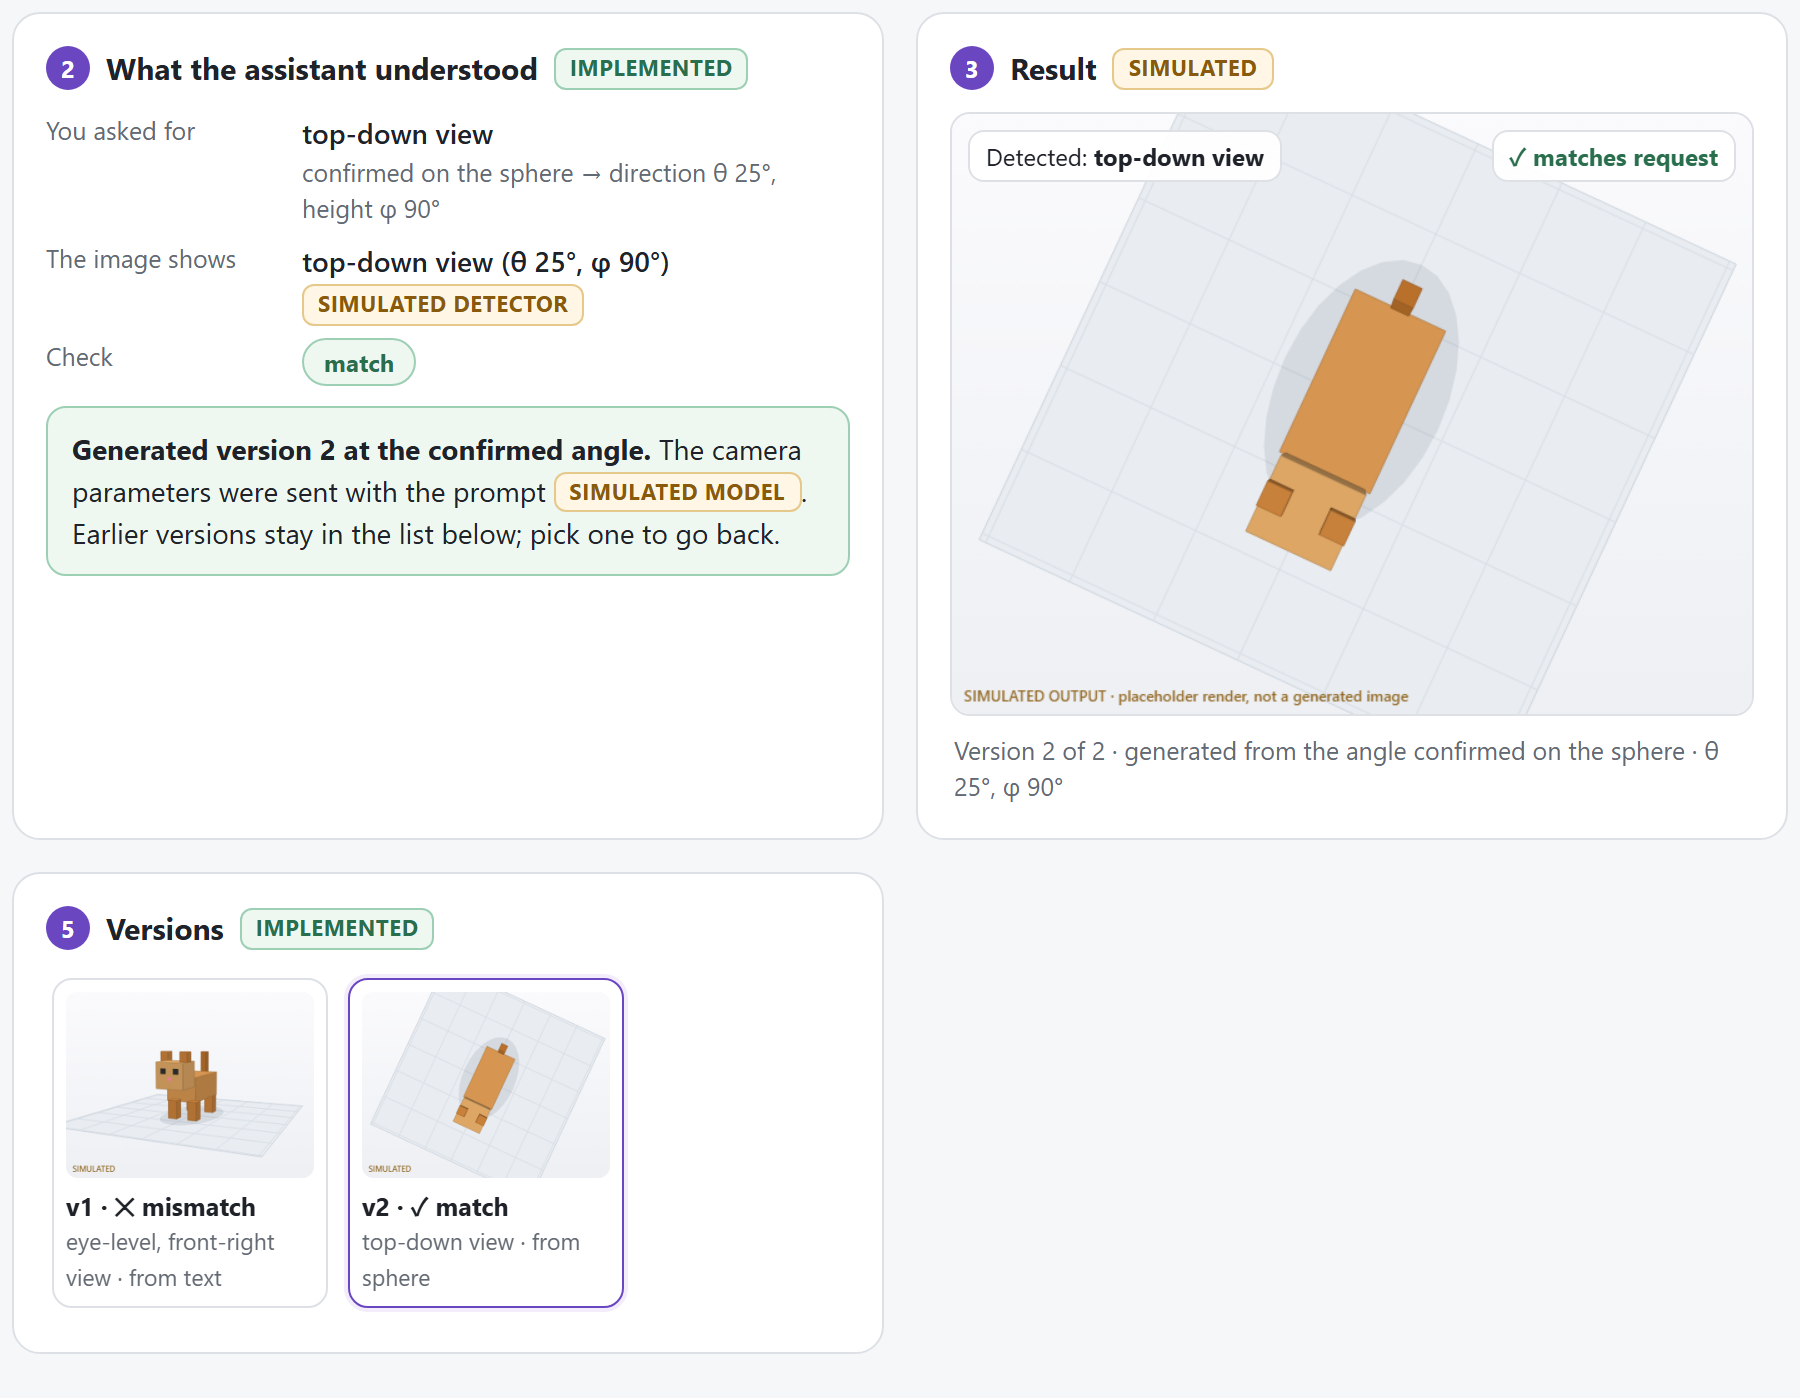 2 What the assistant understood IMPLEMENTED
You asked for
top-down view
confirmed on the sphere → direction θ 25°,
height φ 90°
The image shows
top-down view (θ 25°, φ 90°)
SIMULATED DETECTOR
Check
match
Generated version 2 at the confirmed angle. The camera
parameters were sent with the prompt SIMULATED MODEL.
Earlier versions stay in the list below; pick one to go back.
3 Result SIMULATED
Detected: top-down view
✓ matches request
SIMULATED OUTPUT · placeholder render, not a generated image
Version 2 of 2 · generated from the angle confirmed on the sphere · θ
25°, φ 90°
5 Versions IMPLEMENTED
SIMULATED
v1 · ✕ mismatch
eye-level, front-right
view · from text
SIMULATED
v2 · ✓ match
top-down view · from
sphere